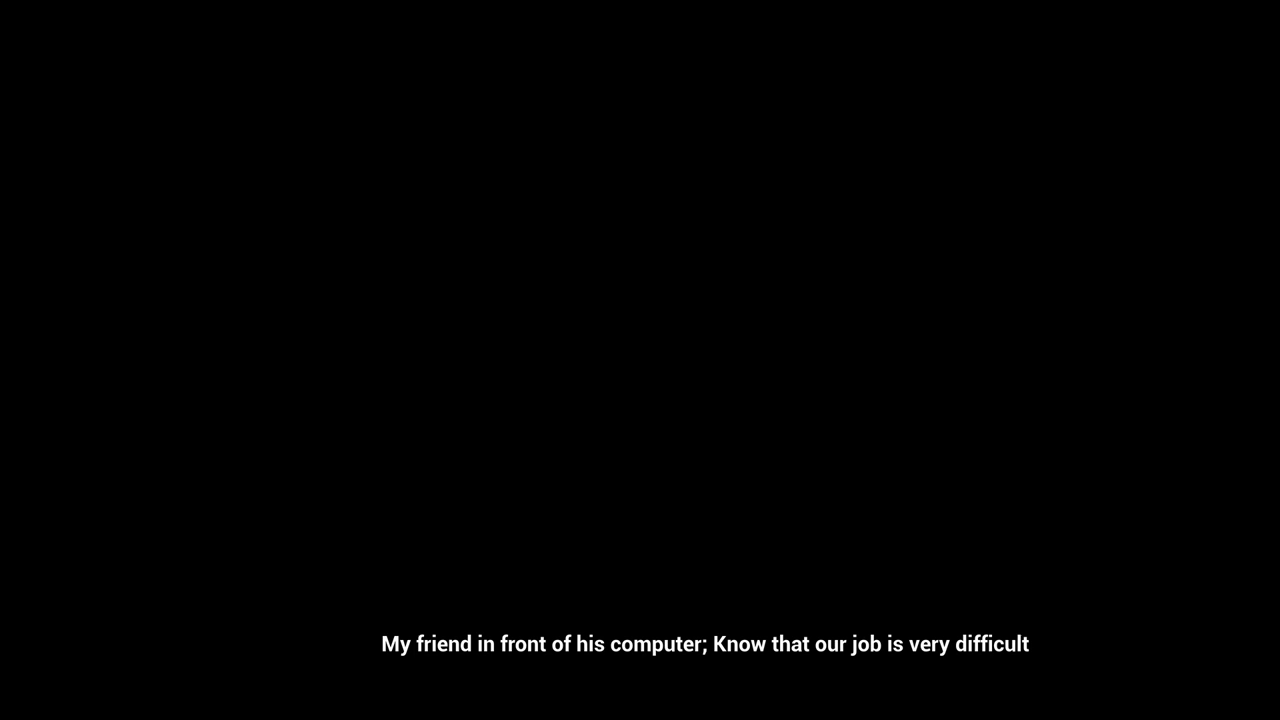 My friend in front of his computer; Know that our job is very difficult